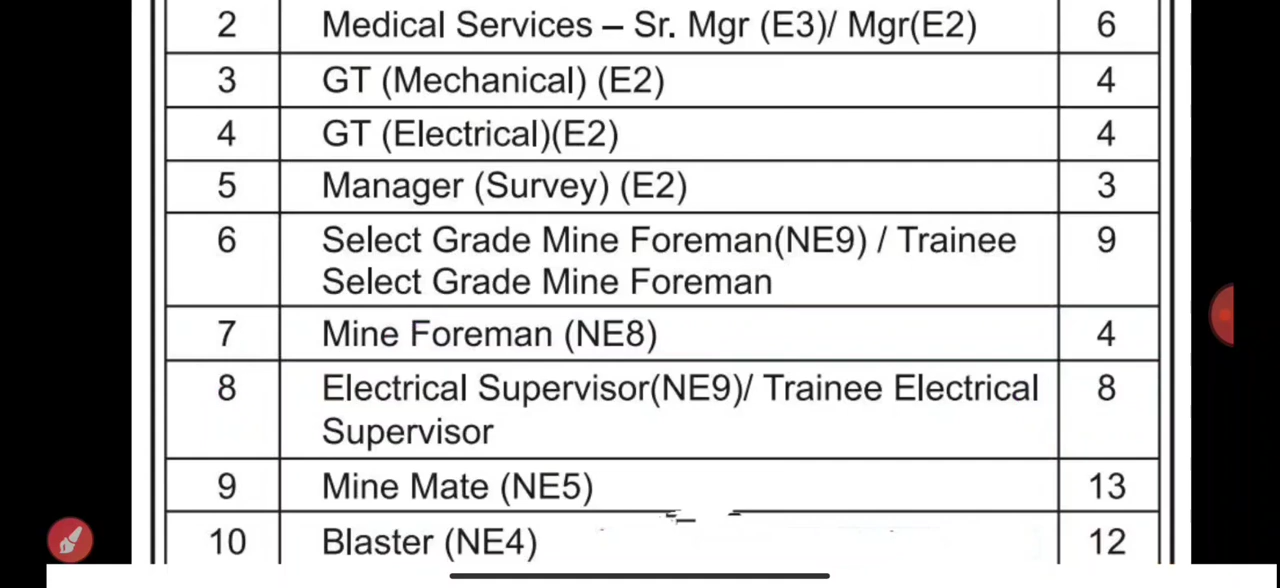 2 Medical Services – Sr. Mgr (E3)/ Mgr(E2) 6
3 GT (Mechanical) (E2) 4
4 GT (Electrical)(E2) 4
5 Manager (Survey) (E2) 3
6 Select Grade Mine Foreman(NE9) / Trainee 9
Select Grade Mine Foreman
7 Mine Foreman (NE8) 4
8 Electrical Supervisor(NE9)/ Trainee Electrical 8
Supervisor
9 Mine Mate (NE5) 13
10 Blaster (NE4) 12